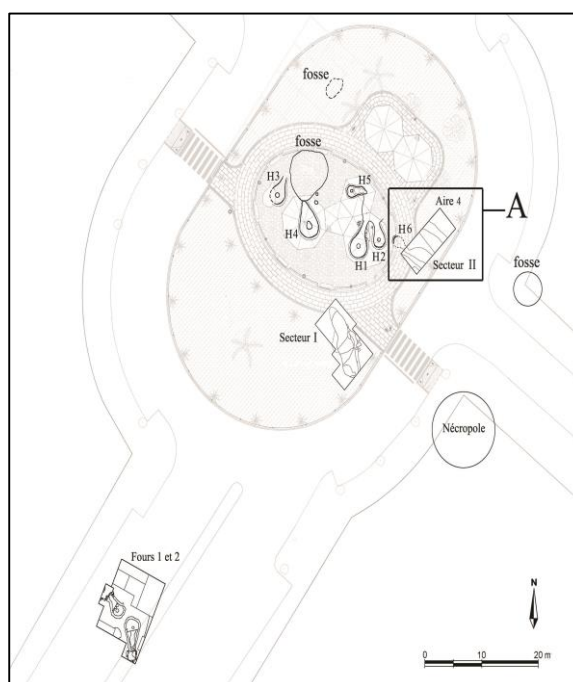 fosse
fosse
H3
H5
H4
Aire 4
A
H6
H2
H1
Secteur II
fosse
Secteur I
Nécropole
Fours 1 et 2
N
0 10 20 m